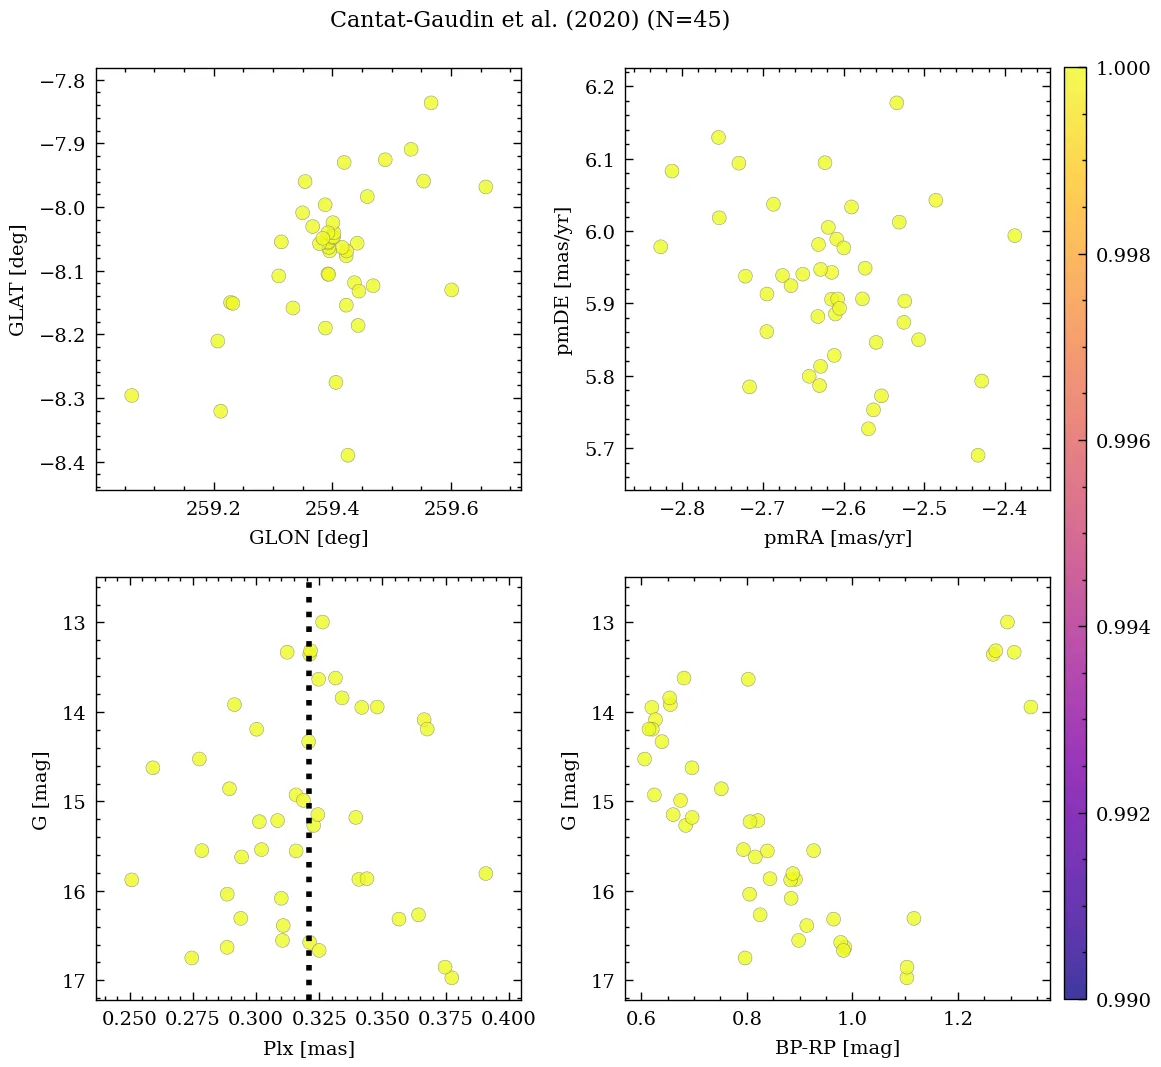 Cantat-Gaudin et al. (2020) (N=45)
−7.8
−7.9
−8.0
−8.1
−8.2
−8.3
−8.4
GLAT [deg]
259.2 259.4 259.6
GLON [deg]
6.2
6.1
6.0
5.9
5.8
5.7
pmDE [mas/yr]
−2.8 −2.7 −2.6 −2.5 −2.4
pmRA [mas/yr]
13
14
15
16
17
G [mag]
0.250 0.275 0.300 0.325 0.350 0.375 0.400
Plx [mas]
13
14
15
16
17
G [mag]
0.6 0.8 1.0 1.2
BP-RP [mag]
1.000
0.998
0.996
0.994
0.992
0.990